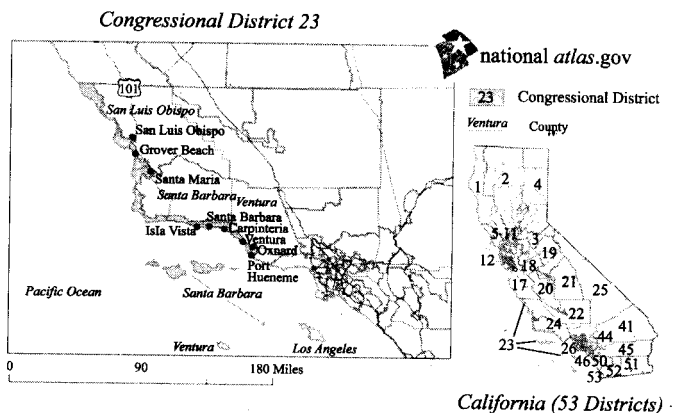 Congressional District 23
national atlas.gov
23 Congressional District
Ventura County
101
San Luis Obispo
San Luis Obispo
Grover Beach
Santa Maria
Santa Barbara
Ventura
Santa Barbara
Isla Vista
Carpinteria
Ventura
Oxnard
Port
Hueneme
Pacific Ocean
Santa Barbara
Ventura
Los Angeles
0 90 180 Miles
1 2 4
5 11 3
19
12 18
17 20 21 25
22
24 41
44
23 26 45
46 50 51
53 52
California (53 Districts)